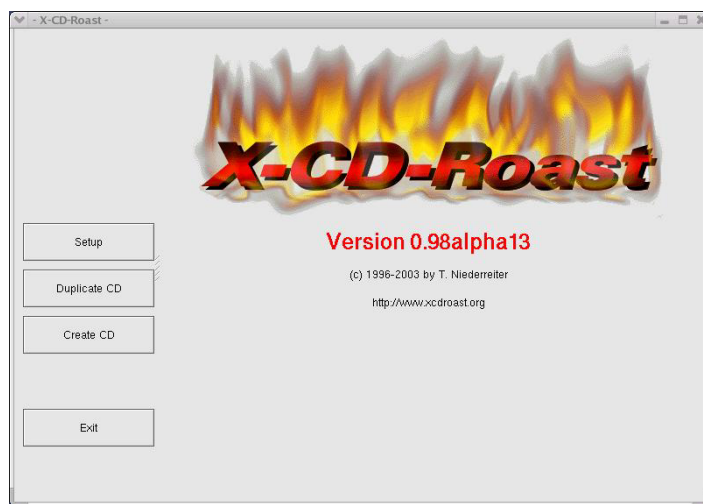 - X-CD-Roast -
X-CD-Roast
Setup
Version 0.98alpha13
Duplicate CD
(c) 1996-2003 by T. Niederreiter
http://www.xcdroast.org
Create CD
Exit